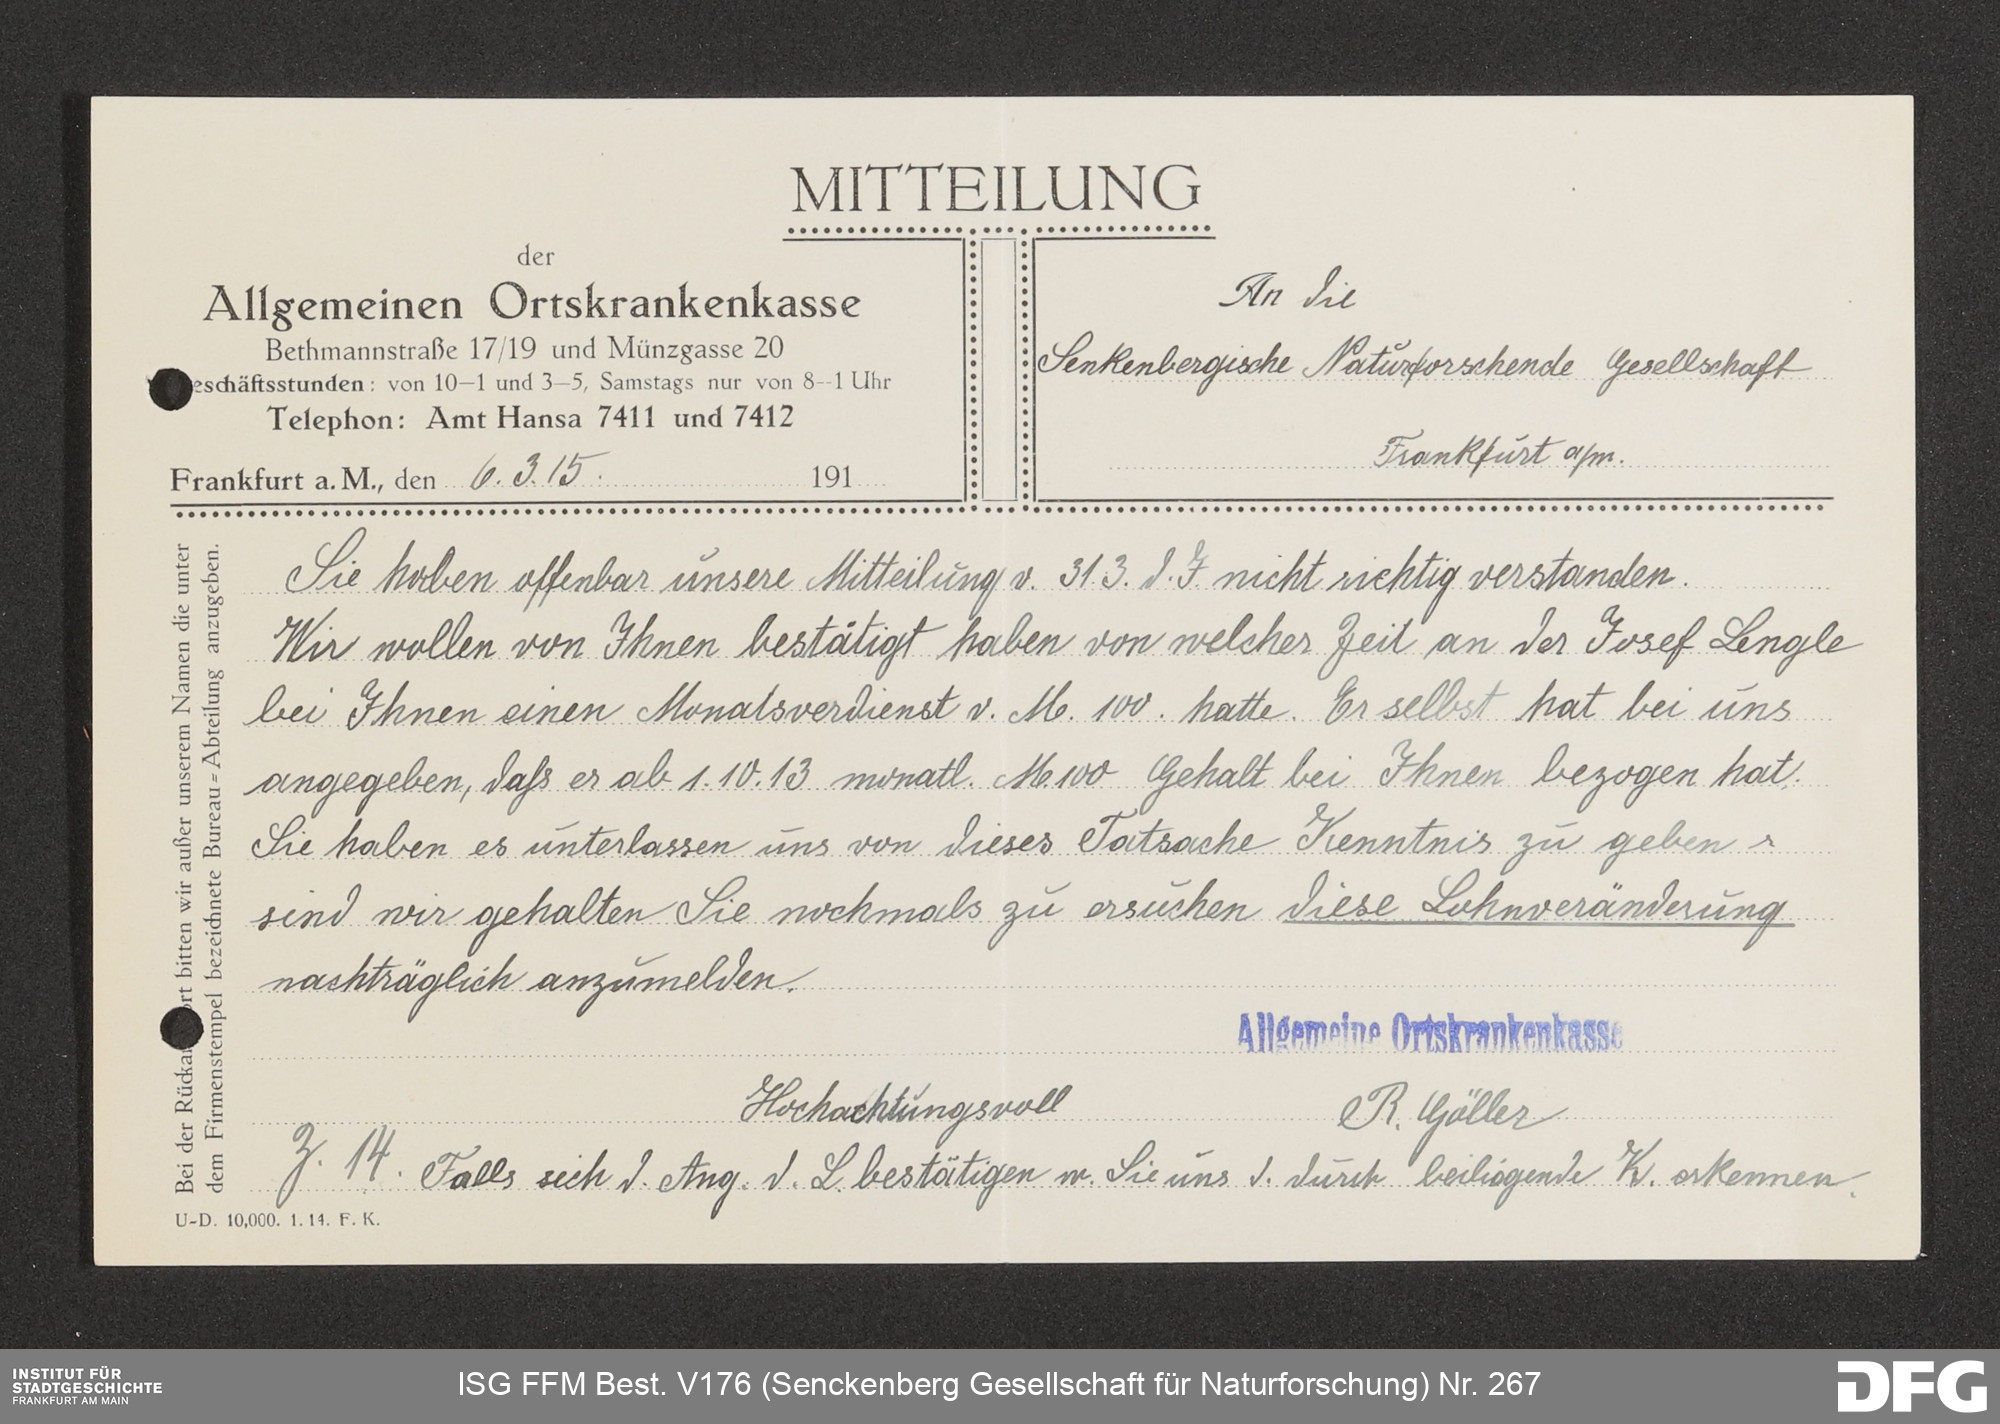 MITTEILUNG
der
Allgemeinen Ortskrankenkasse
Bethmannstraße 17/19 und Münzgasse 20
eschäftsstunden: von 10–1 und 3–5, Samstags nur von 8--1 Uhr
Telephon: Amt Hansa 7411 und 7412
Frankfurt a. M., den 6. 3. 15. 191
An die
Senkenbergische Naturforschende Gesellschaft
Frankfurt a/m.
Sie haben offenbar unsere Mitteilung v. 31. 3. d. J. nicht richtig verstanden.
Wir wollen von Ihnen bestätigt haben von welcher Zeit an der Josef Lengle
bei Ihnen einen Monatsverdienst v. M. 100. hatte. Er selbst hat bei uns
angegeben, daß er ab 1. 10. 13 monatl. M. 100 Gehalt bei Ihnen bezogen hat.
Sie haben es unterlassen uns von dieser Tatsache Kenntnis zu geben
sind wir gehalten Sie nochmals zu ersuchen diese Lohnveränderung
nachträglich anzumelden.
Allgemeine Ortskrankenkasse
Hochachtungsvoll R. Göller
Z. 14. Falls sich d. Ang. d. L. bestätigen w. Sie uns d. durch beiliegende K. erkennen.
Bei der Rückan ort bitten wir außer unserem Namen die unter
dem Firmenstempel bezeichnete Bureau=Abteilung anzugeben.
U-D. 10,000. 1. 14. F. K.
INSTITUT FÜR
STADTGESCHICHTE
FRANKFURT AM MAIN
ISG FFM Best. V176 (Senckenberg Gesellschaft für Naturforschung) Nr. 267
DFG